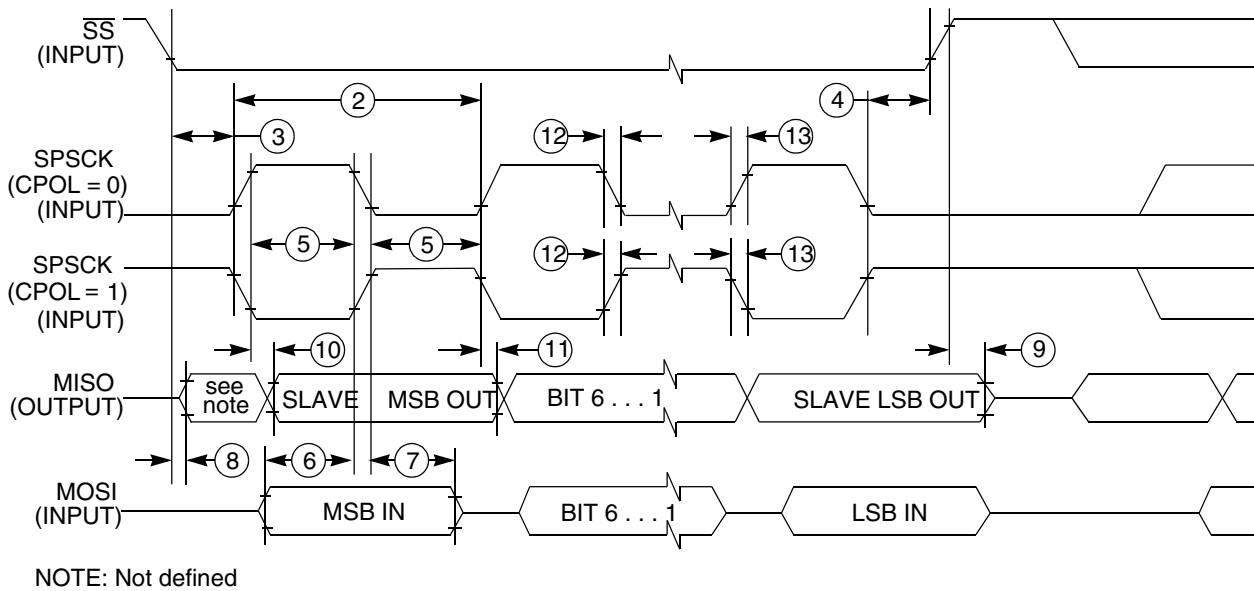 SS
(INPUT)
2
4
3
12
13
SPSCK
(CPOL = 0)
(INPUT)
5
5
12
13
SPSCK
(CPOL = 1)
(INPUT)
10
11
9
MISO
(OUTPUT)
see
note
SLAVE
MSB OUT
BIT 6 . . . 1
SLAVE LSB OUT
8
6
7
MOSI
(INPUT)
MSB IN
BIT 6 . . . 1
LSB IN
NOTE: Not defined